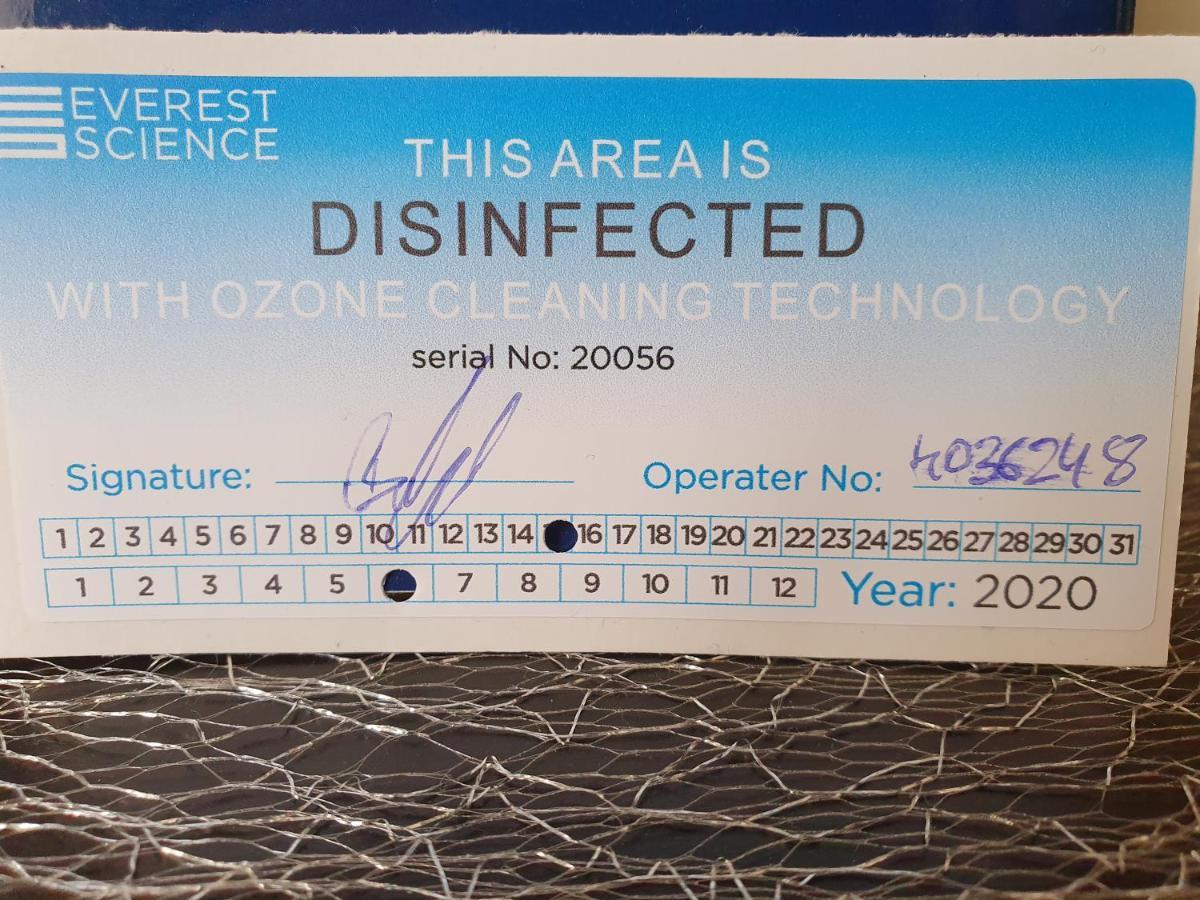 EVEREST
SCIENCE
THIS AREA IS
DISINFECTED
WITH OZONE CLEANING TECHNOLOGY
serial No: 20056
Signature:
Operater No: 4036248
1 2 3 4 5 6 7 8 9 10 11 12 13 14 16 17 18 19 20 21 22 23 24 25 26 27 28 29 30 31
1 2 3 4 5 7 8 9 10 11 12 Year: 2020